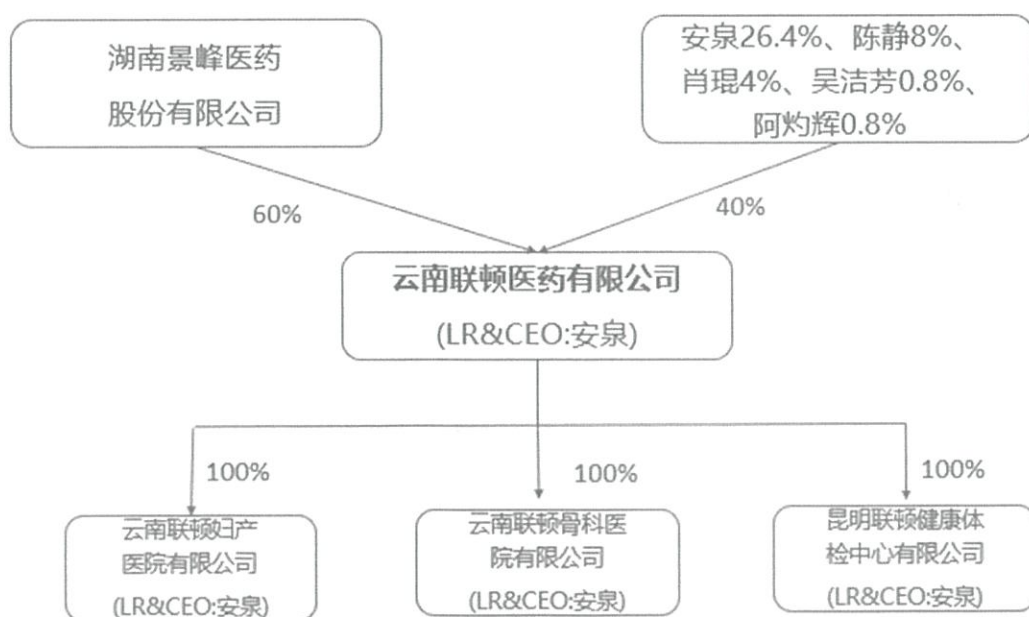 湖南景峰医药
股份有限公司
安泉26.4%、陈静8%、
肖琨4%、吴洁芳0.8%、
阿灼辉0.8%
60%
40%
云南联顿医药有限公司
(LR&CEO:安泉)
100%
100%
100%
云南联顿妇产
医院有限公司
(LR&CEO:安泉)
云南联顿骨科医
院有限公司
(LR&CEO:安泉)
昆明联顿健康体
检中心有限公司
(LR&CEO:安泉)